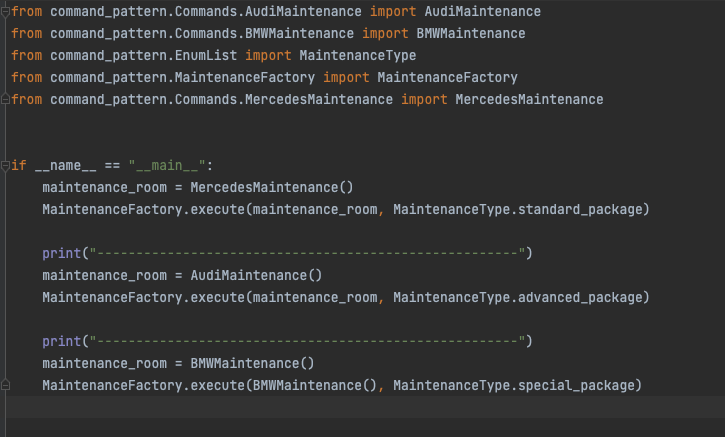 from command_pattern.Commands.AudiMaintenance import AudiMaintenance
from command_pattern.Commands.BMWMaintenance import BMWMaintenance
from command_pattern.EnumList import MaintenanceType
from command_pattern.MaintenanceFactory import MaintenanceFactory
from command_pattern.Commands.MercedesMaintenance import MercedesMaintenance
if __name__ == "__main__":
    maintenance_room = MercedesMaintenance()
    MaintenanceFactory.execute(maintenance_room, MaintenanceType.standard_package)
    print("------------------------------------------------------")
    maintenance_room = AudiMaintenance()
    MaintenanceFactory.execute(maintenance_room, MaintenanceType.advanced_package)
    print("------------------------------------------------------")
    maintenance_room = BMWMaintenance()
    MaintenanceFactory.execute(BMWMaintenance(), MaintenanceType.special_package)